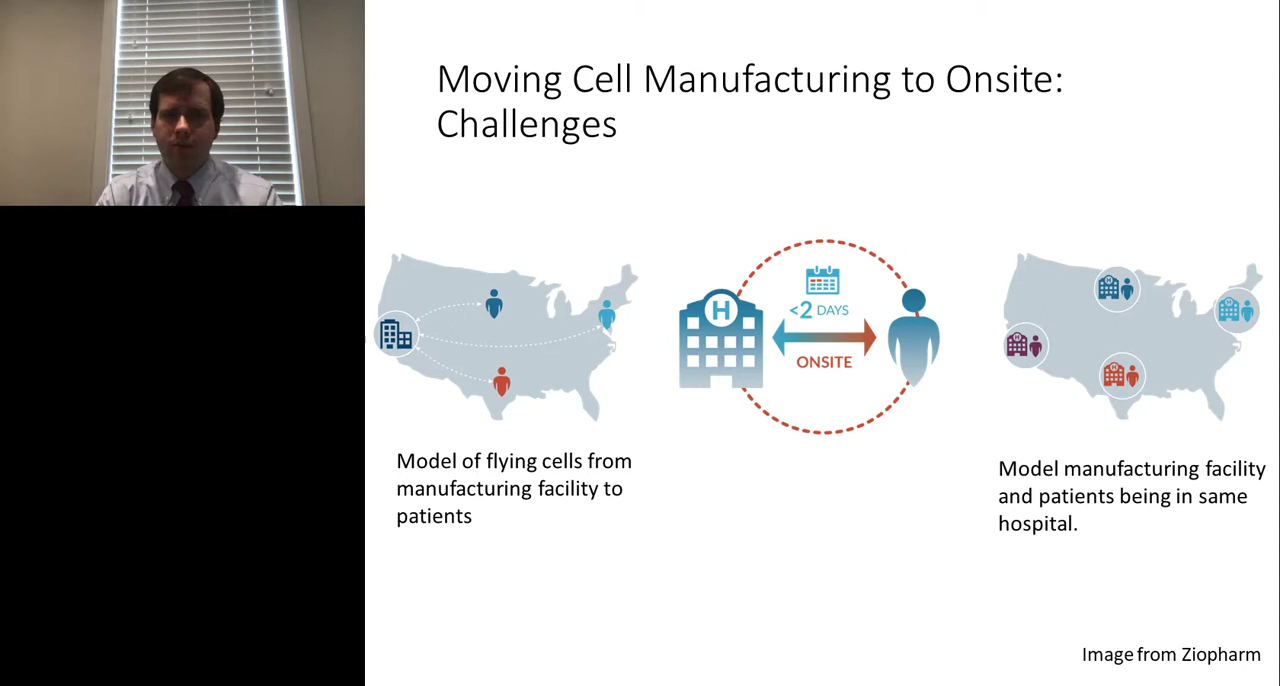 Moving Cell Manufacturing to Onsite:
Challenges
H
<2 DAYS
ONSITE
H
H
H
H
Model of flying cells from
manufacturing facility to
patients
Model manufacturing facility
and patients being in same
hospital.
Image from Ziopharm